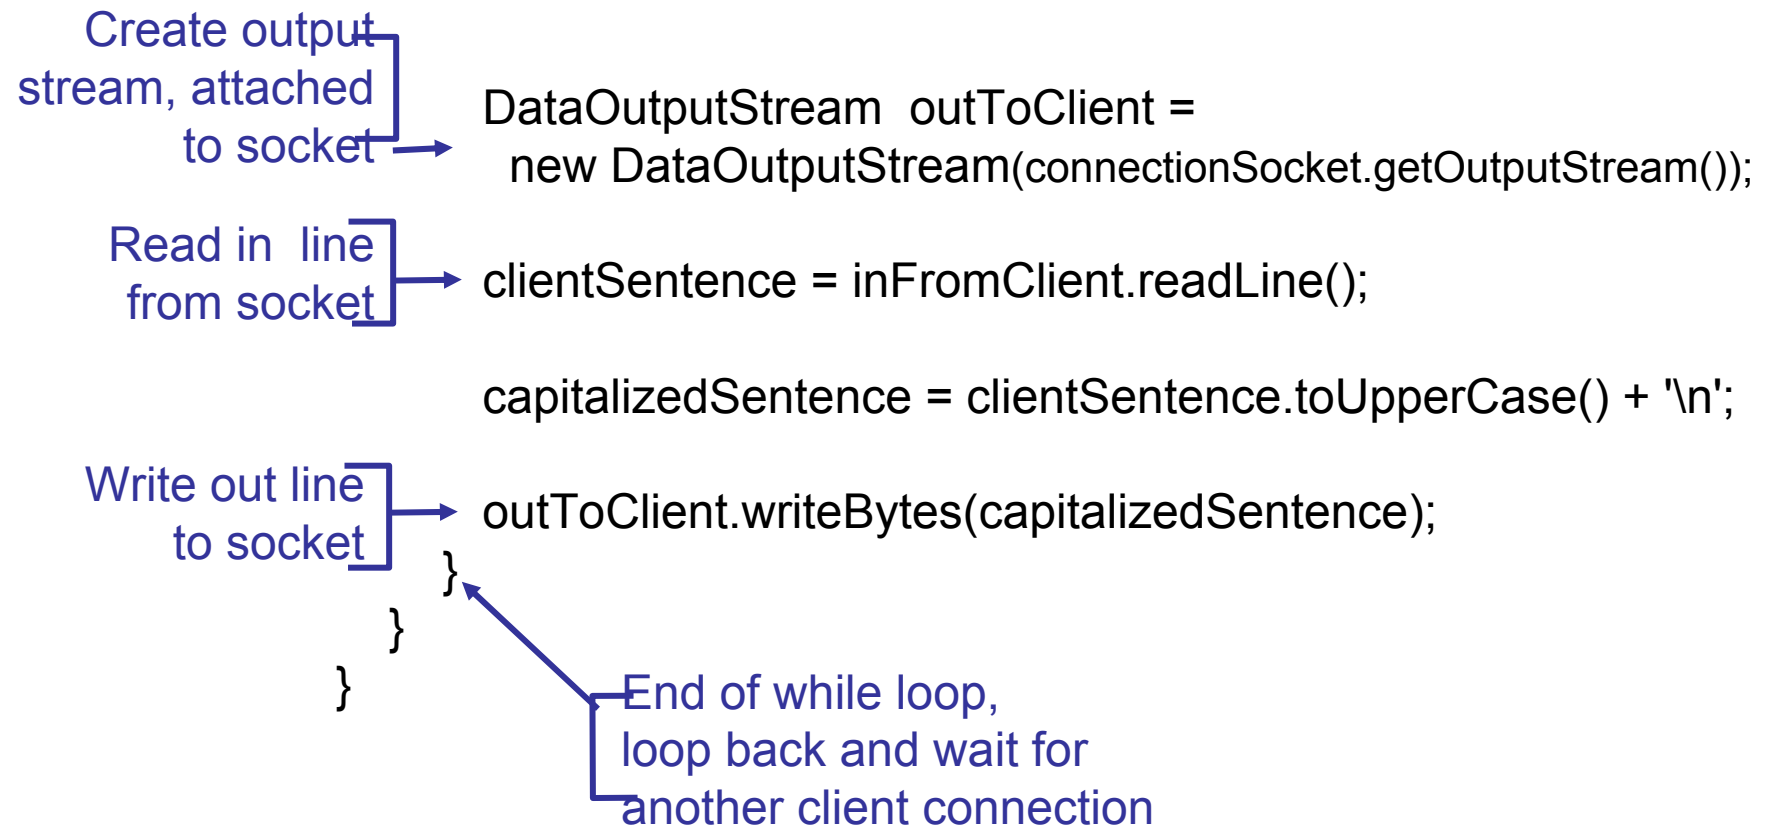 Create output
stream, attached
to socket
DataOutputStream outToClient =
new DataOutputStream(connectionSocket.getOutputStream());
Read in line
from socket
clientSentence = inFromClient.readLine();
capitalizedSentence = clientSentence.toUpperCase() + '\n';
Write out line
to socket
outToClient.writeBytes(capitalizedSentence);
}
}
}
End of while loop,
loop back and wait for
another client connection